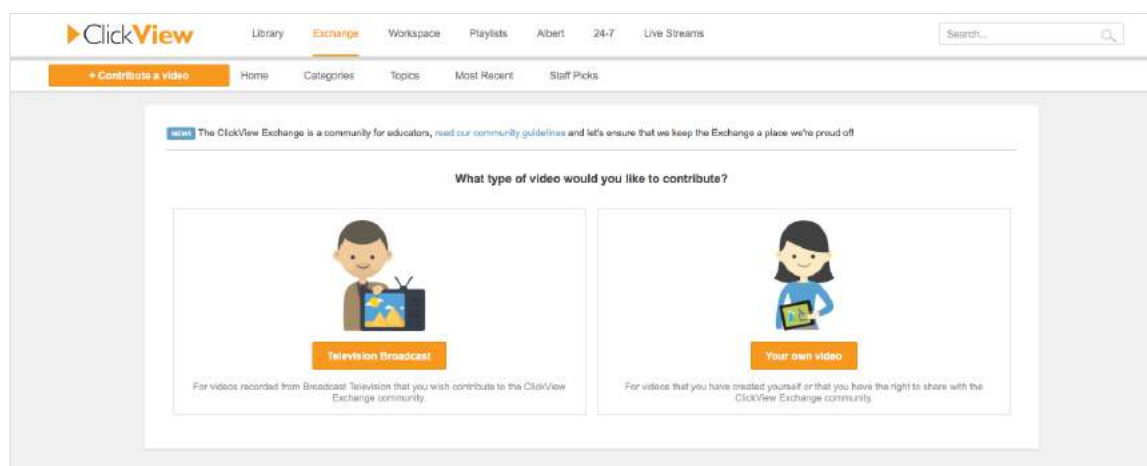 ClickView
Library Exchange Workspace Playlists Albert 24-7 Live Streams Search...
+ Contribute a video Home Categories Topics Most Recent Staff Picks
NEWS The ClickView Exchange is a community for educators, read our community guidelines and let's ensure that we keep the Exchange a place we're proud of!
What type of video would you like to contribute?
Television Broadcast
For videos recorded from Broadcast Television that you wish contribute to the ClickView
Exchange community.
Your own video
For videos that you have created yourself or that you have the right to share with the
ClickView Exchange community.